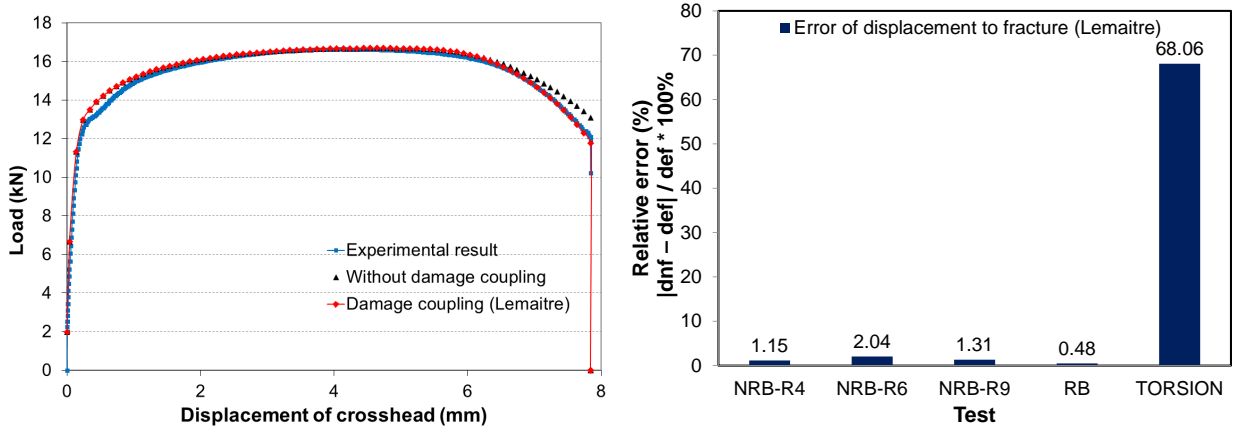 18
16
14
12
10
8
6
4
2
0
Load (kN)
Experimental result
Without damage coupling
Damage coupling (Lemaitre)
0 2 4 6 8
Displacement of crosshead (mm)
80
70
60
50
40
30
20
10
0
Relative error (%)
|dnf – def| / def * 100%
Error of displacement to fracture (Lemaitre)
1.15 2.04 1.31 0.48 68.06
NRB-R4 NRB-R6 NRB-R9 RB TORSION
Test